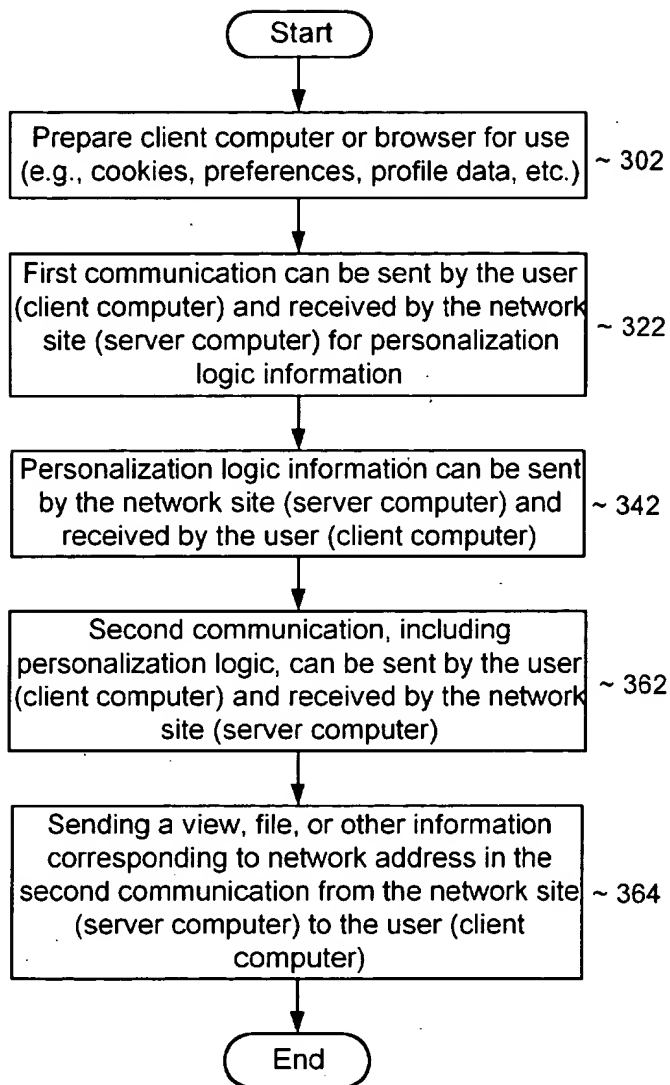 Start
Prepare client computer or browser for use
(e.g., cookies, preferences, profile data, etc.)
~ 302
First communication can be sent by the user
(client computer) and received by the network
site (server computer) for personalization
logic information
~ 322
Personalization logic information can be sent
by the network site (server computer) and
received by the user (client computer)
~ 342
Second communication, including
personalization logic, can be sent by the user
(client computer) and received by the network
site (server computer)
~ 362
Sending a view, file, or other information
corresponding to network address in the
second communication from the network site
(server computer) to the user (client
computer)
~ 364
End